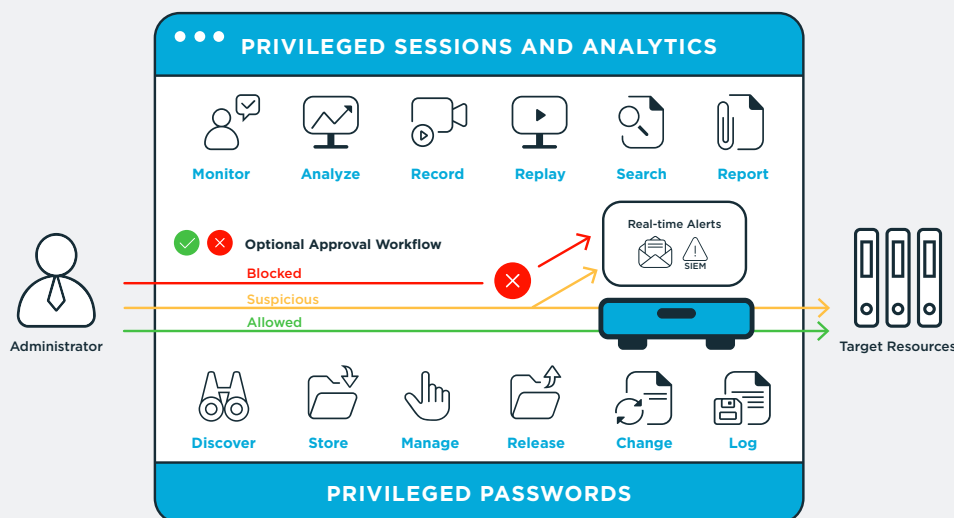 PRIVILEGED SESSIONS AND ANALYTICS
Monitor
Analyze
Record
Replay
Search
Report
Real-time Alerts
SIEM
Optional Approval Workflow
Blocked
Suspicious
Allowed
Administrator
Target Resources
Discover
Store
Manage
Release
Change
Log
PRIVILEGED PASSWORDS